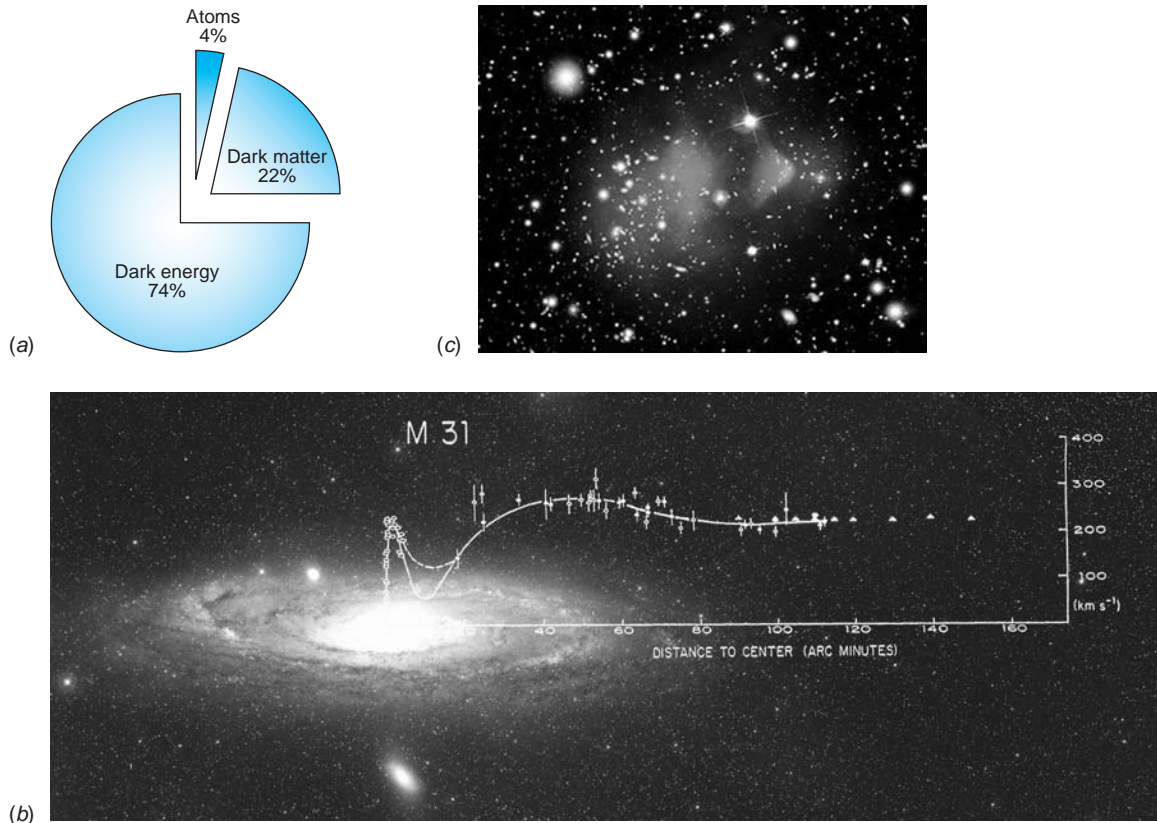 Atoms
4%
Dark matter
22%
Dark energy
74%
(a)
(c)
M 31
400
300
200
100
(km s⁻¹)
20 40 60 80 100 120 140 160
DISTANCE TO CENTER (ARC MINUTES)
(b)